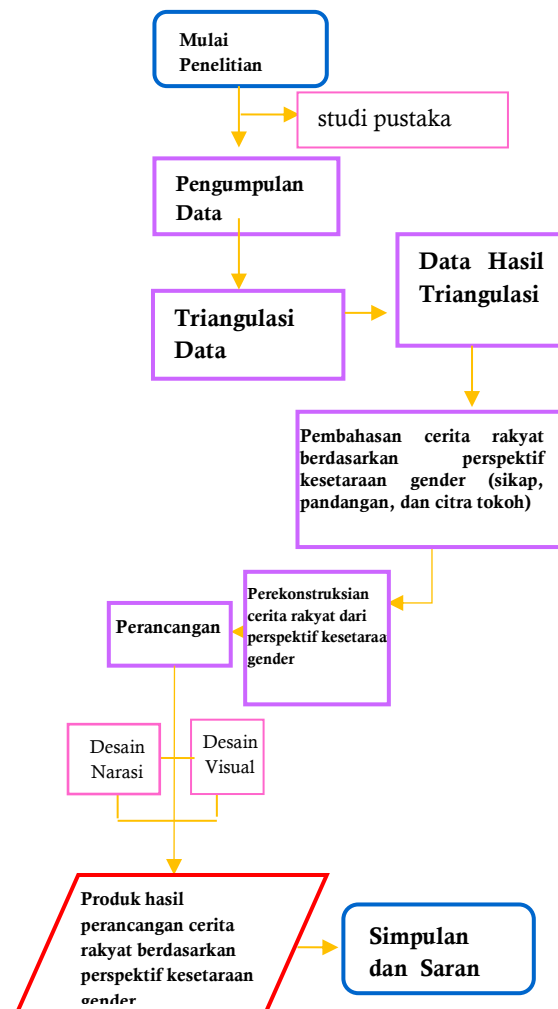 Mulai
Penelitian
studi pustaka
Pengumpulan
Data
Data Hasil
Triangulasi
Triangulasi
Data
Pembahasan cerita rakyat
berdasarkan perspektif
kesetaraan gender (sikap,
pandangan, dan citra tokoh)
Perekonstruksian
cerita rakyat dari
perspektif kesetaraa
gender
Perancangan
Desain
Narasi
Desain
Visual
Produk hasil
perancangan cerita
rakyat berdasarkan
perspektif kesetaraan
gender
Simpulan
dan Saran